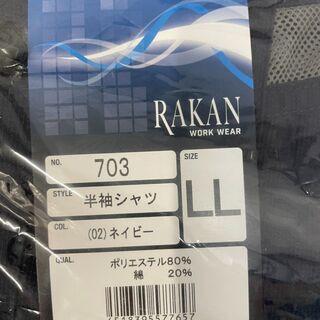 RAKAN
WORK WEAR
NO. 703
SIZE
LL
STYLE 半袖シャツ
COL. (02)ネイビー
QUAL. ポリエステル80%
綿 20%